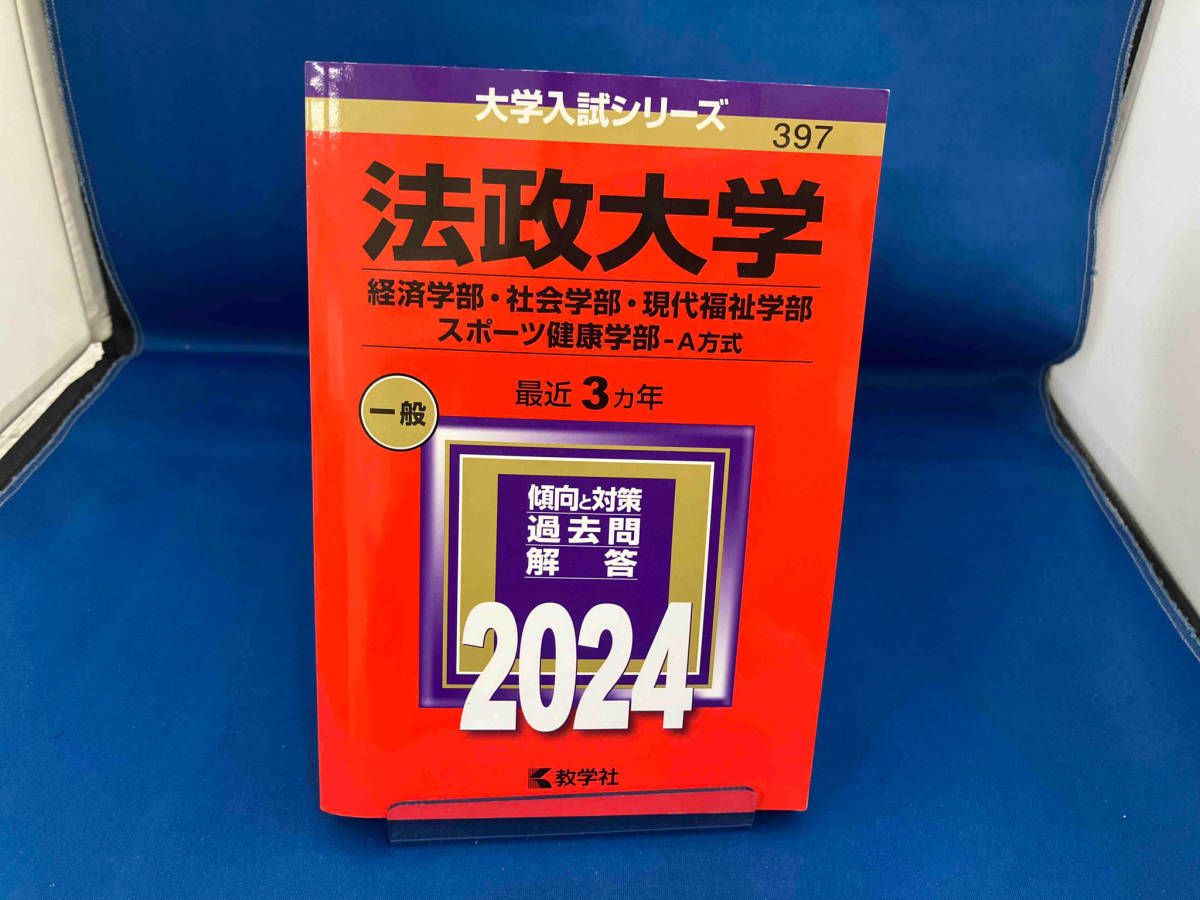 大学入試シリーズ
397
法政大学
経済学部・社会学部・現代福祉学部
スポーツ健康学部-A方式
最近3カ年
一般
傾向と対策
過去問
解答
2024
教学社